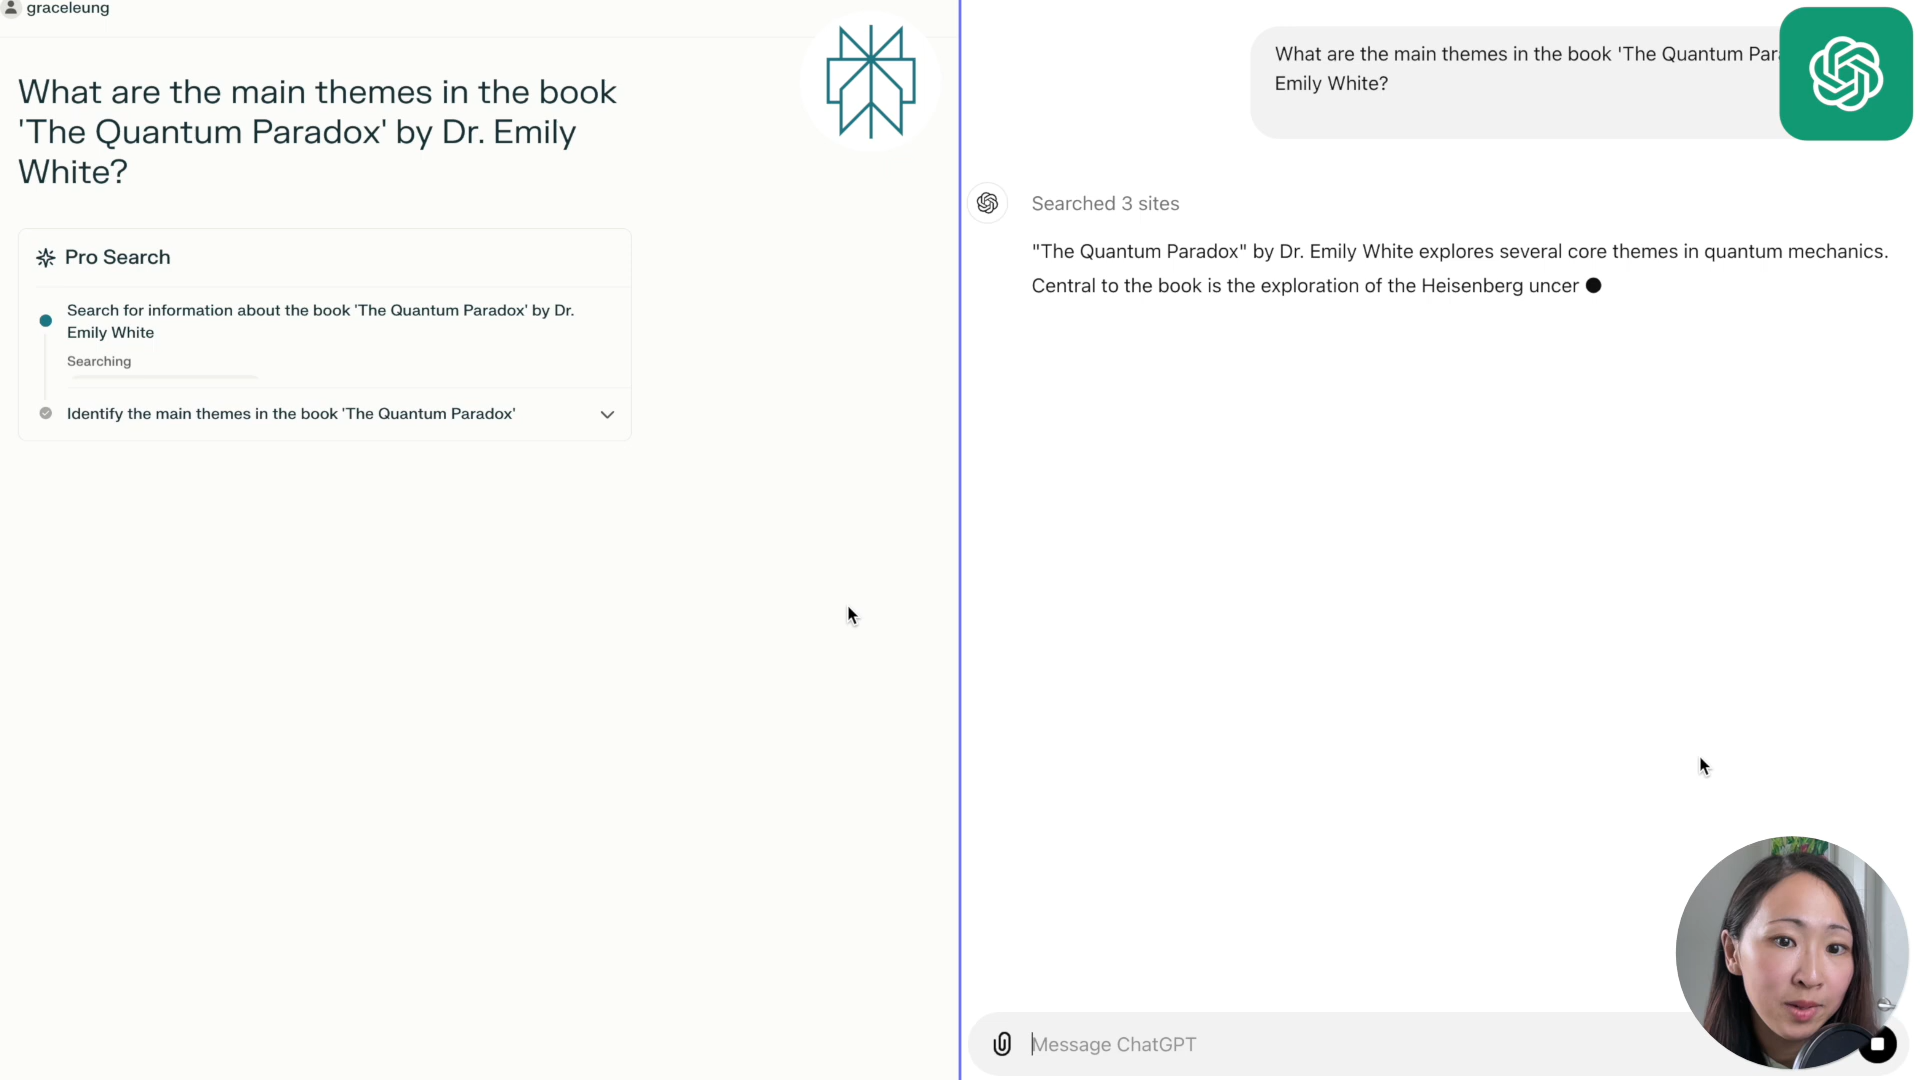 graceleung
What are the main themes in the book
'The Quantum Paradox' by Dr. Emily
White?
Pro Search
Search for information about the book 'The Quantum Paradox' by Dr.
Emily White
Searching
Identify the main themes in the book 'The Quantum Paradox'
What are the main themes in the book 'The Quantum Par
Emily White?
Searched 3 sites
"The Quantum Paradox" by Dr. Emily White explores several core themes in quantum mechanics.
Central to the book is the exploration of the Heisenberg uncer
Message ChatGPT